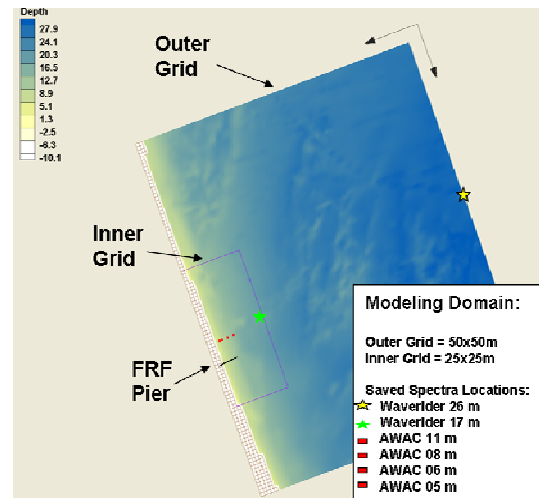 Depth
27.9
24.1
20.3
16.5
12.7
8.9
5.1
1.3
-2.5
-6.3
-10.1
Outer
Grid
Inner
Grid
FRF
Pier
Modeling Domain:
Outer Grid = 50x50m
Inner Grid = 25x25m
Saved Spectra Locations:
Waverider 26 m
Waverider 17 m
AWAC 11 m
AWAC 08 m
AWAC 06 m
AWAC 05 m